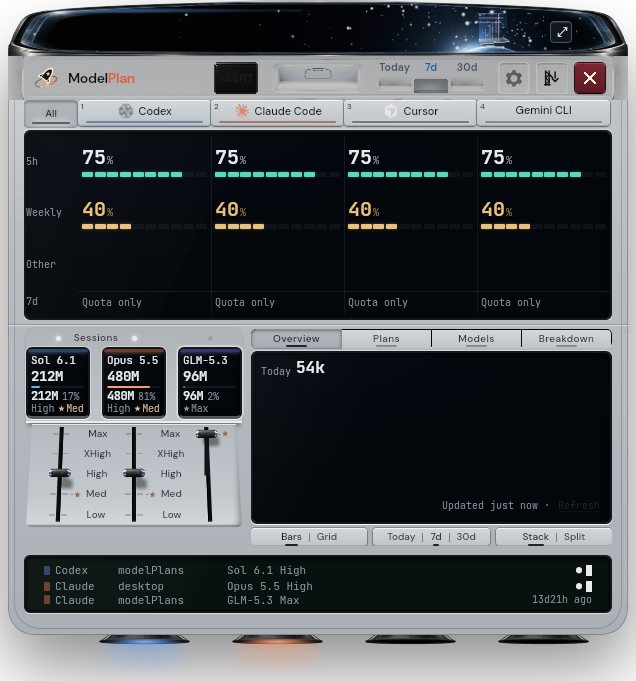 ModelPlan
ALERT
Today 7d 30d
All
1 Codex
2 Claude Code
3 Cursor
4 Gemini CLI
5h 75% 75% 75% 75%
Weekly 40% 40% 40% 40%
Other
7d Quota only Quota only Quota only Quota only
Sessions
Sol 6.1
212M
212M 17%
High ★Med
Opus 5.5
480M
480M 81%
High ★Med
GLM-5.3
96M
96M 2%
★Max
Max Max
XHigh XHigh
High High
Med Med
Low Low
Overview Plans Models Breakdown
Today 54k
Updated just now · Refresh
Bars | Grid
Today | 7d | 30d
Stack | Split
Codex modelPlans Sol 6.1 High
Claude desktop Opus 5.5 High
Claude modelPlans GLM-5.3 Max 13d21h ago